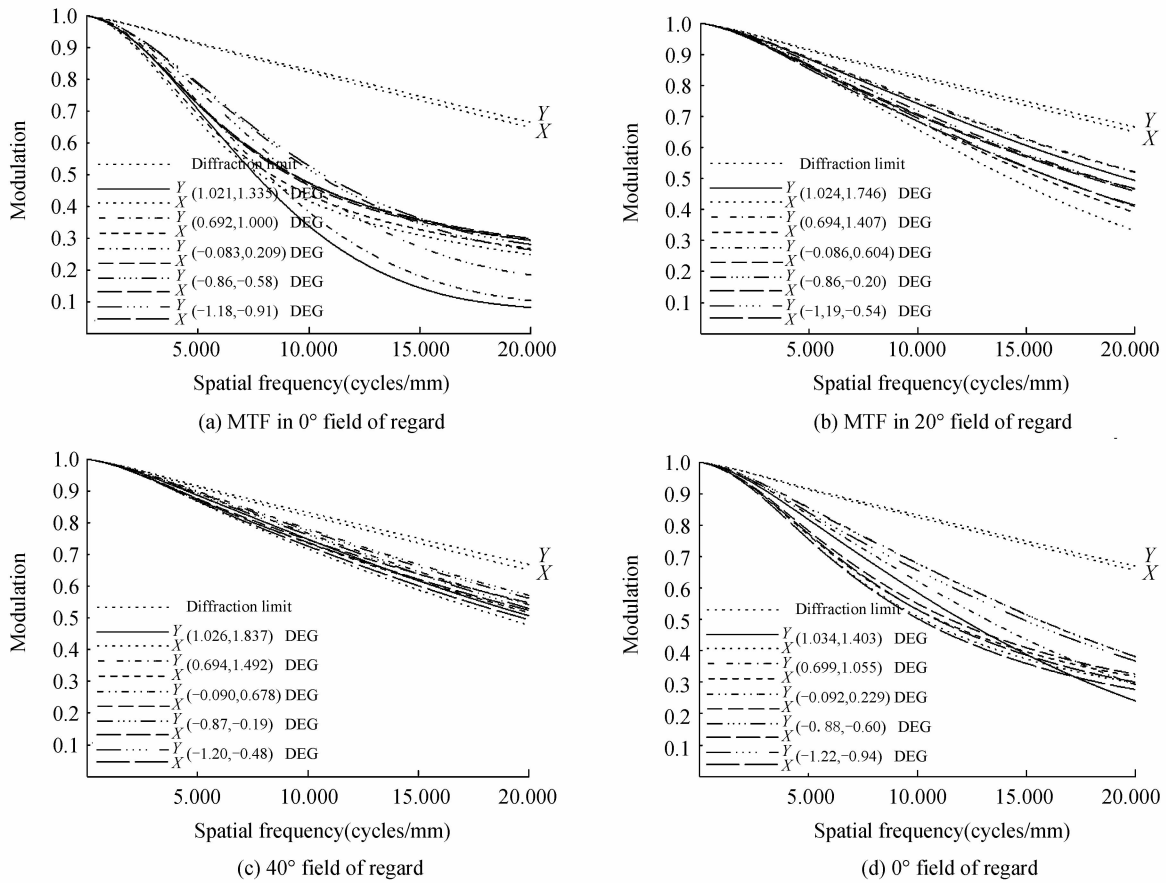 Modulation
1.0
0.9
0.8
0.7
0.6
0.5
0.4
0.3
0.2
0.1
Y
X
Diffraction limit
Y (1.021,1.335) DEG
X
Y (0.692,1.000) DEG
X
Y (−0.083,0.209) DEG
X
Y (−0.86,−0.58) DEG
X
Y (−1.18,−0.91) DEG
X
5.000 10.000 15.000 20.000
Spatial frequency(cycles/mm)
(a) MTF in 0° field of regard
Modulation
1.0
0.9
0.8
0.7
0.6
0.5
0.4
0.3
0.2
0.1
Y
X
Diffraction limit
Y (1.024,1.746) DEG
X
Y (0.694,1.407) DEG
X
Y (−0.086,0.604) DEG
X
Y (−0.86,−0.20) DEG
X
Y (−1,19,−0.54) DEG
X
5.000 10.000 15.000 20.000
Spatial frequency(cycles/mm)
(b) MTF in 20° field of regard
Modulation
1.0
0.9
0.8
0.7
0.6
0.5
0.4
0.3
0.2
0.1
Y
X
Diffraction limit
Y (1.026,1.837) DEG
X
Y (0.694,1.492) DEG
X
Y (−0.090,0.678) DEG
X
Y (−0.87,−0.19) DEG
X
Y (−1.20,−0.48) DEG
X
5.000 10.000 15.000 20.000
Spatial frequency(cycles/mm)
(c) 40° field of regard
Modulation
1.0
0.9
0.8
0.7
0.6
0.5
0.4
0.3
0.2
0.1
Y
X
Diffraction limit
Y (1.034,1.403) DEG
X
Y (0.699,1.055) DEG
X
Y (−0.092,0.229) DEG
X
Y (−0.88,−0.60) DEG
X
Y (−1.22,−0.94) DEG
X
5.000 10.000 15.000 20.000
Spatial frequency(cycles/mm)
(d) 0° field of regard